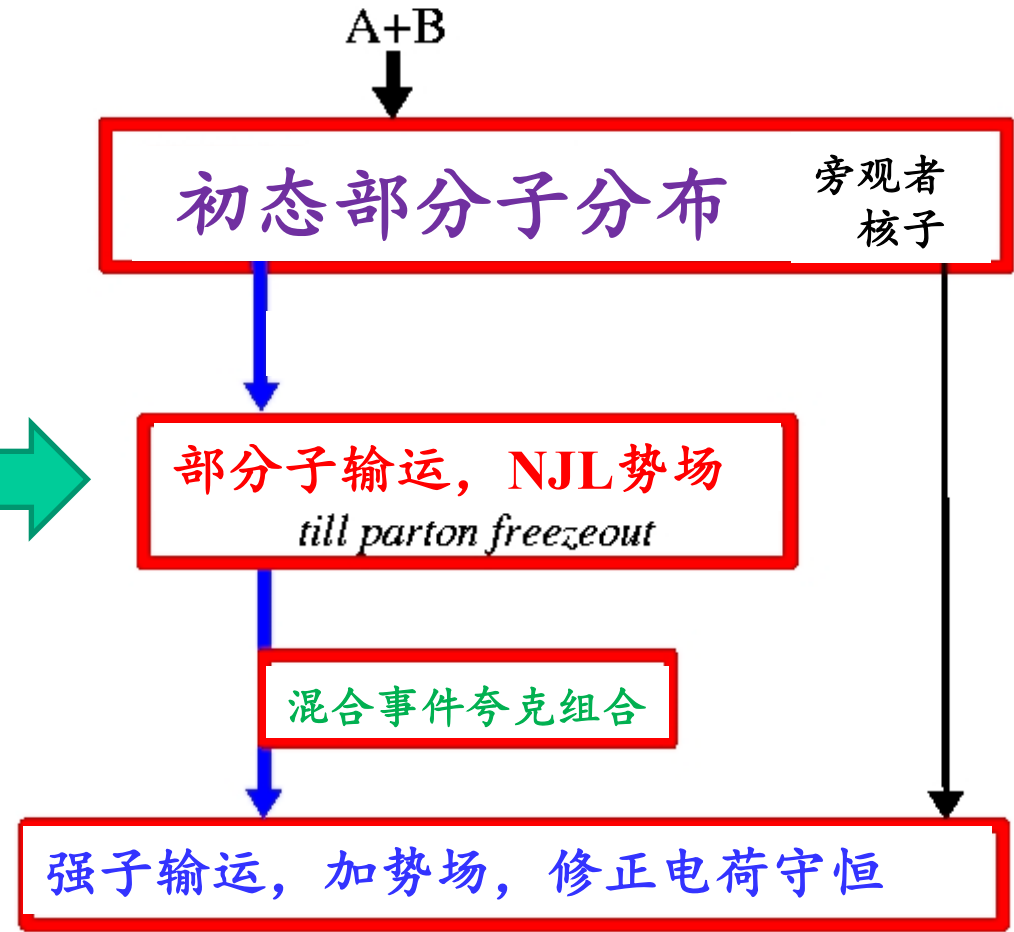 A+B
初态部分子分布
旁观者
核子
部分子输运，NJL势场
till parton freezeout
混合事件夸克组合
强子输运，加势场，修正电荷守恒